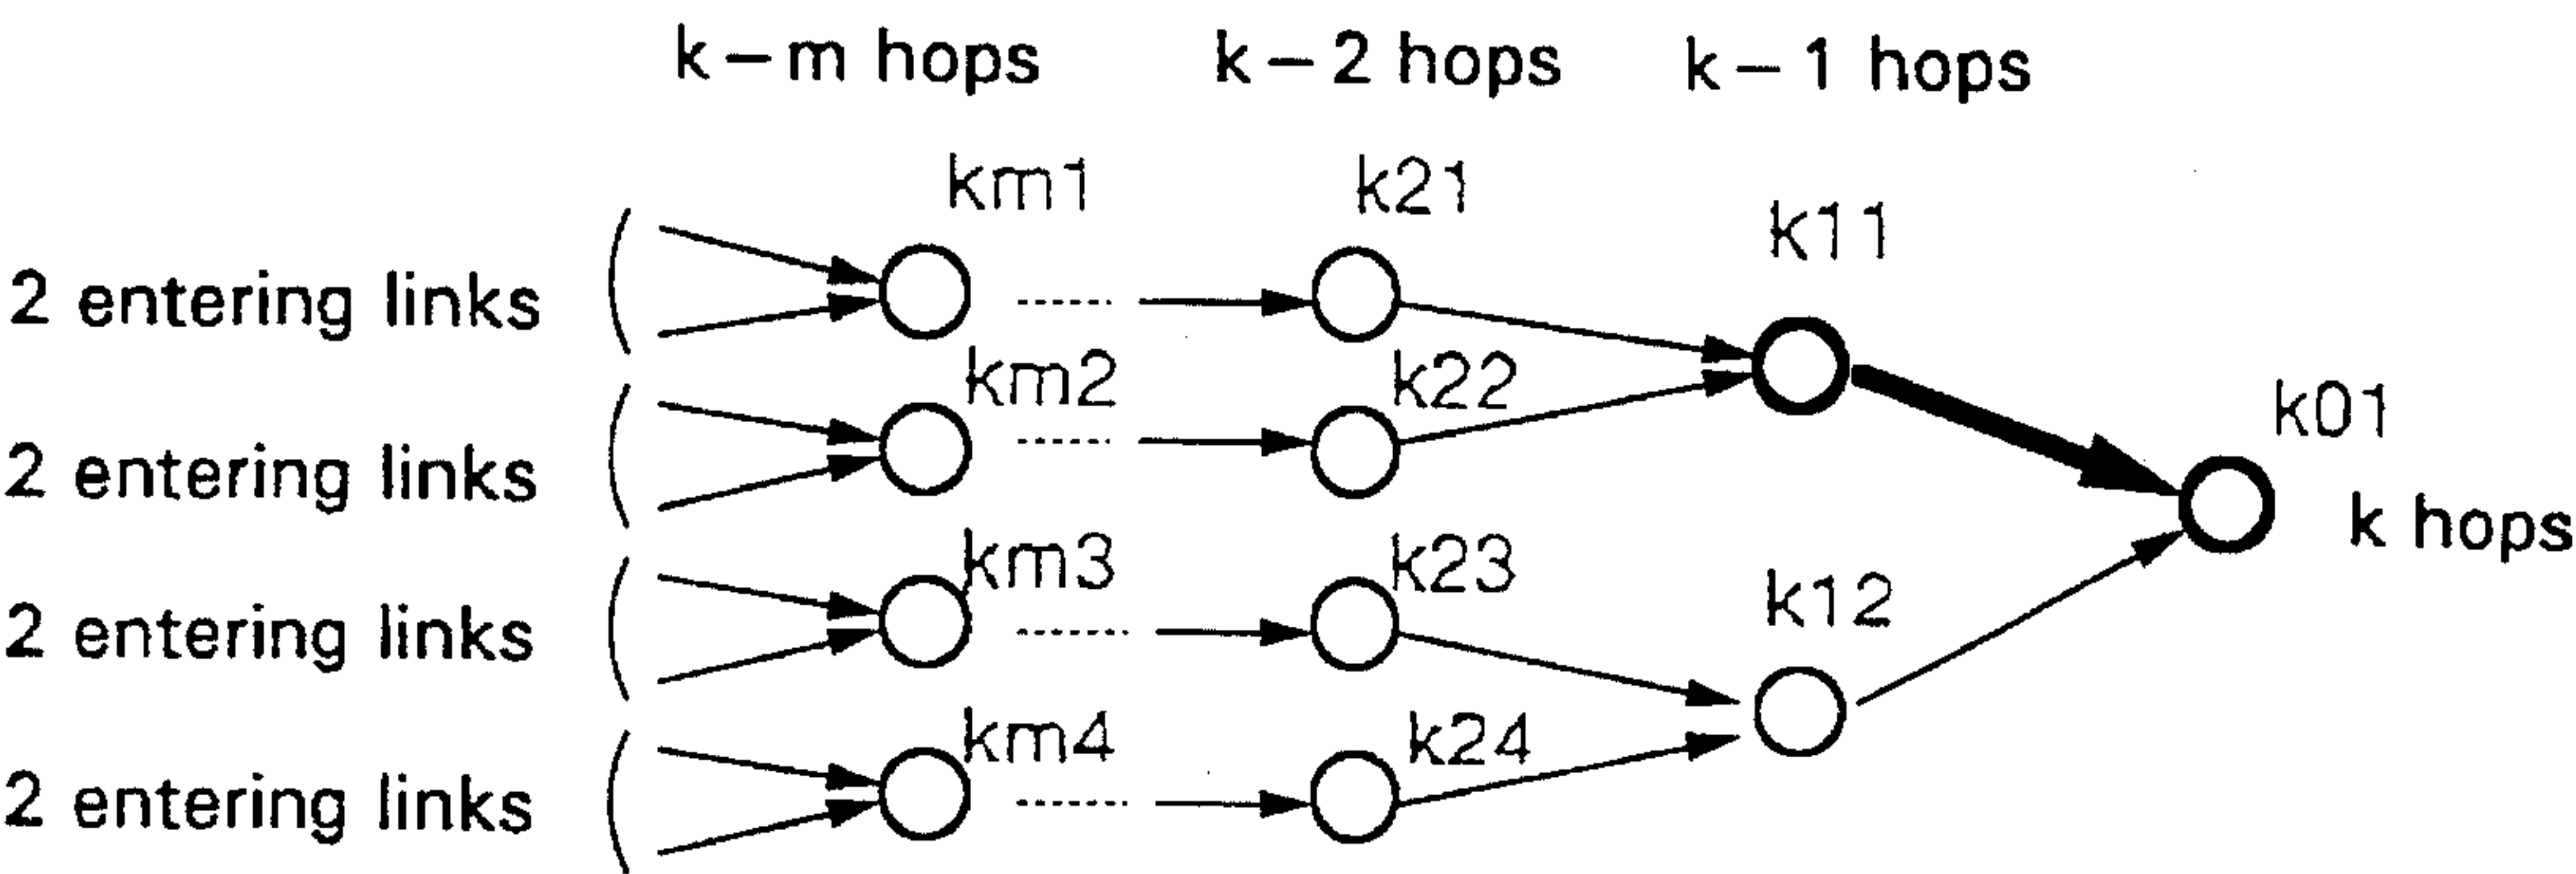 k – m hops k – 2 hops k – 1 hops
km1 k21 k11
2 entering links
km2 k22 k01
2 entering links k hops
km3 k23 k12
2 entering links
km4 k24
2 entering links